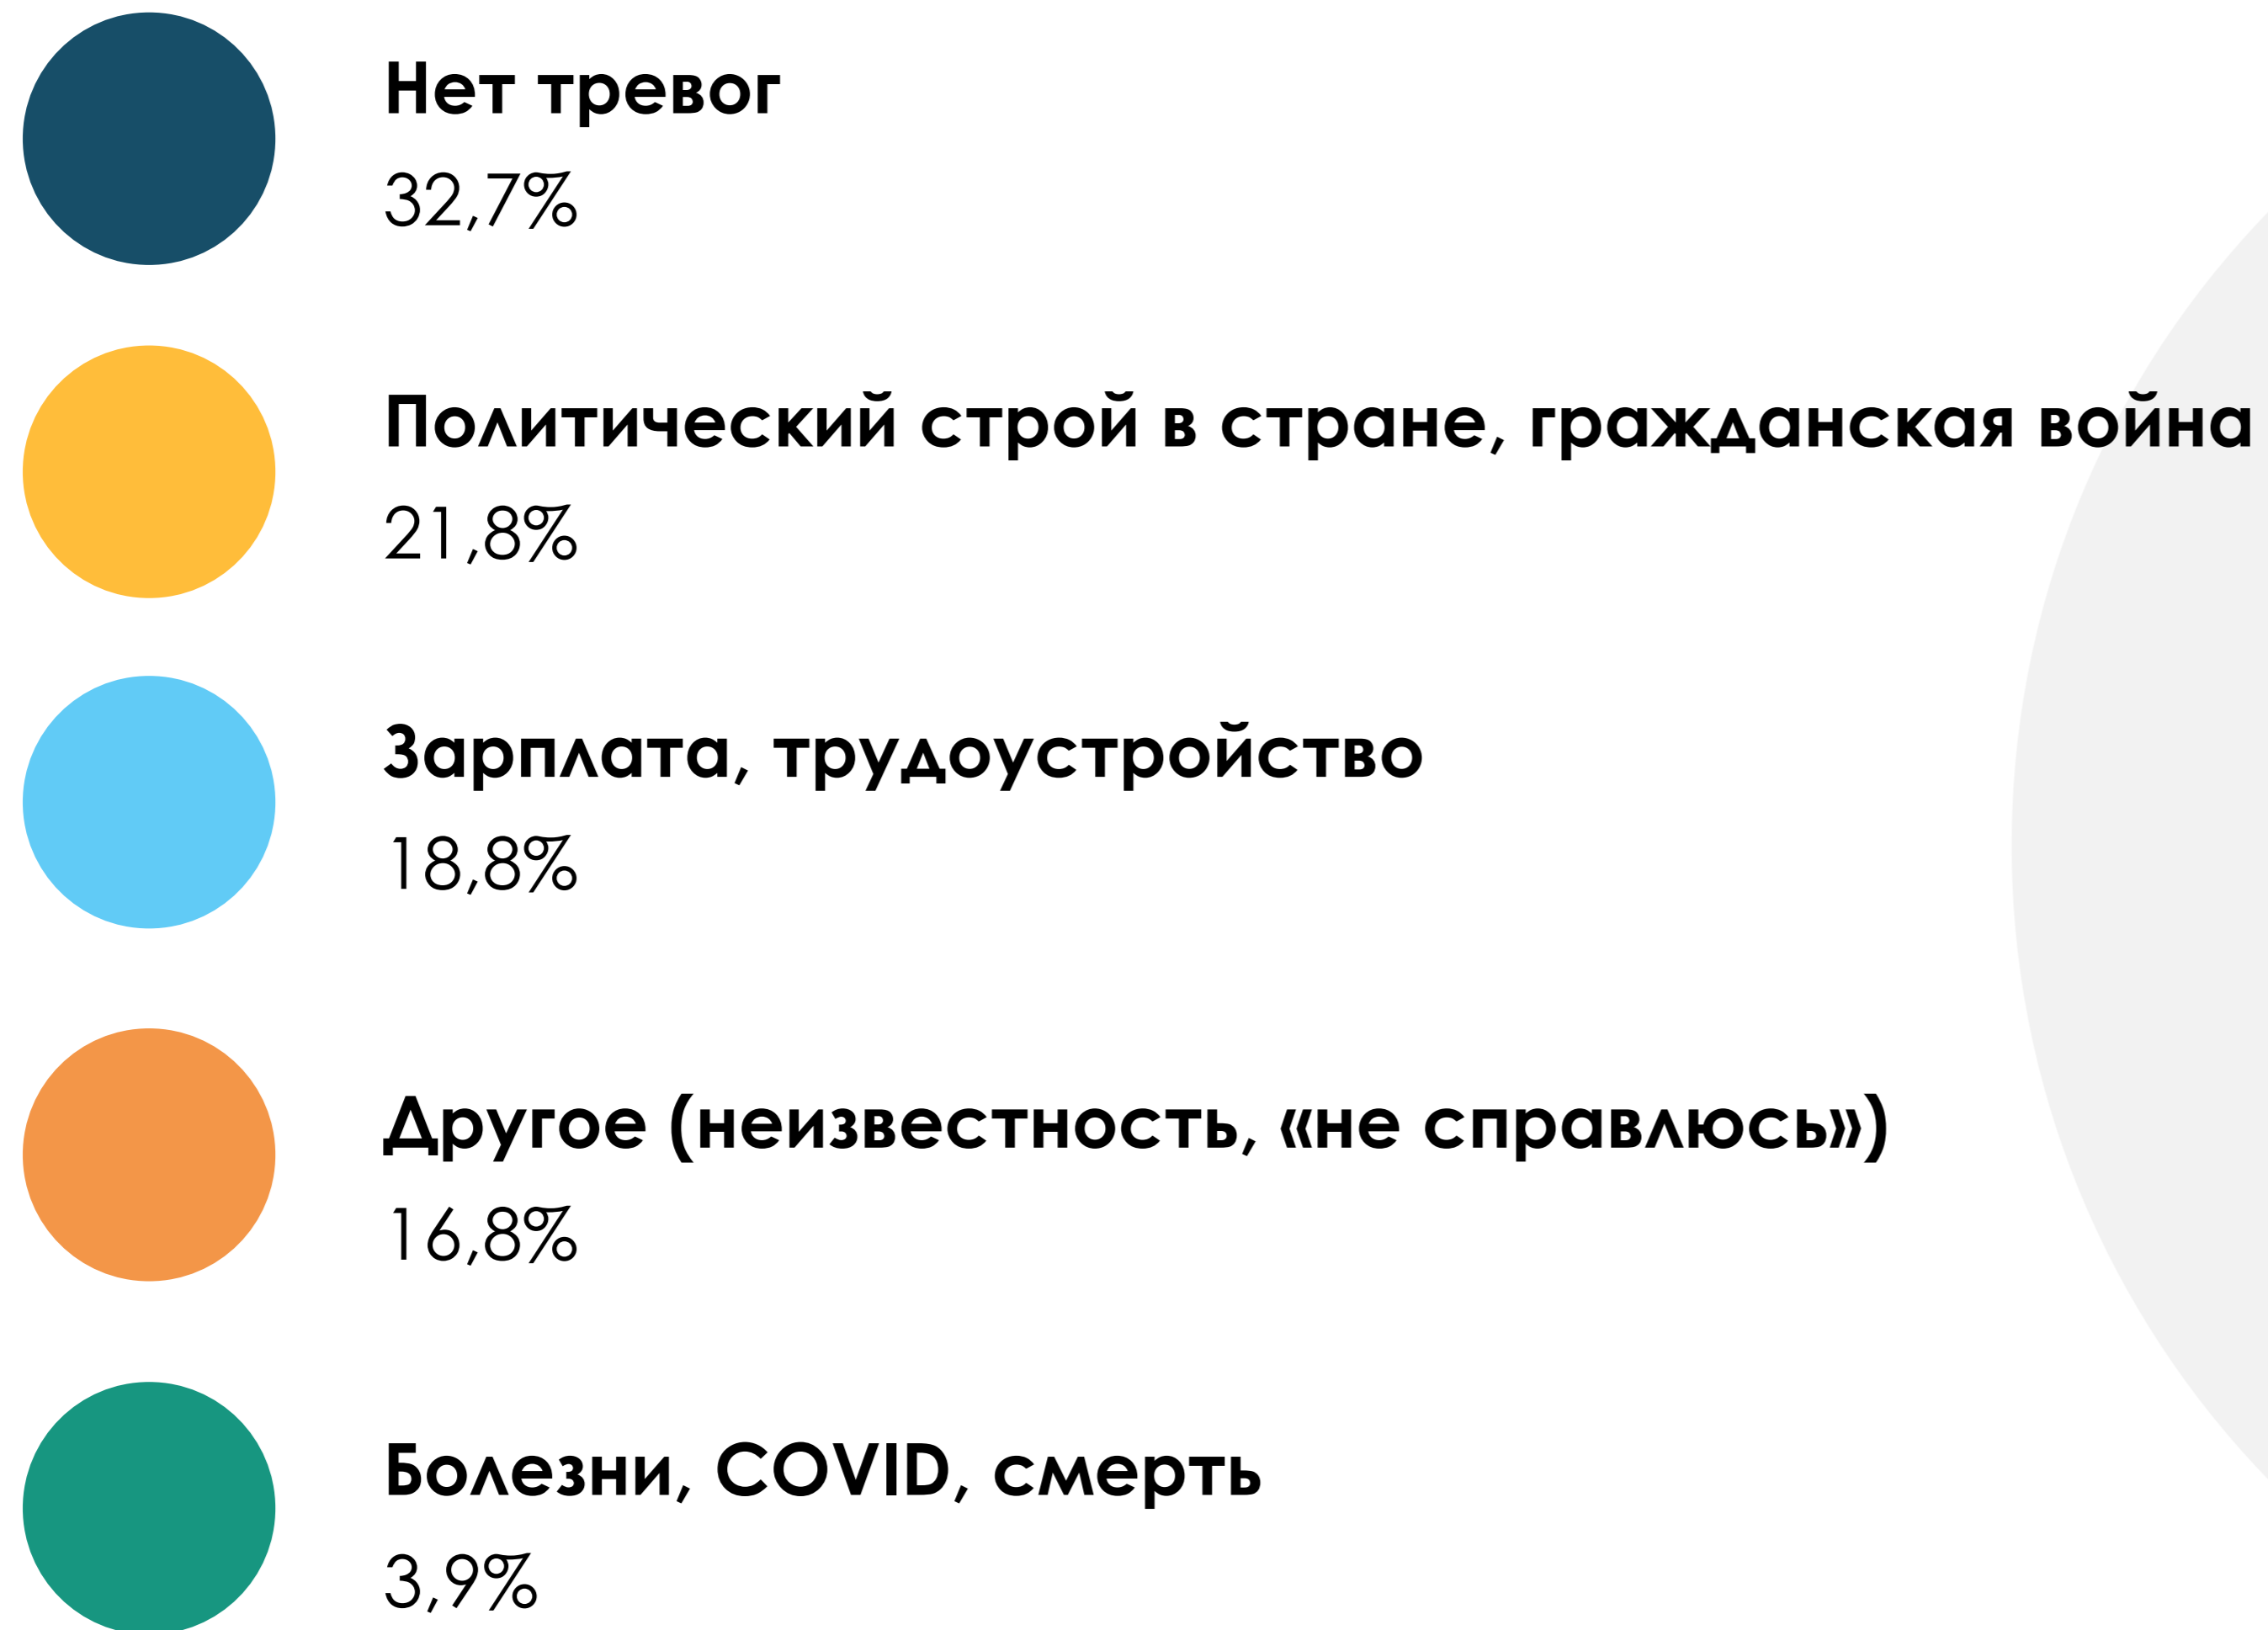 Нет тревог
32,7%
Политический строй в стране, гражданская война
21,8%
Зарплата, трудоустройство
18,8%
Другое (неизвестность, «не справлюсь»)
16,8%
Болезни, COVID, смерть
3,9%